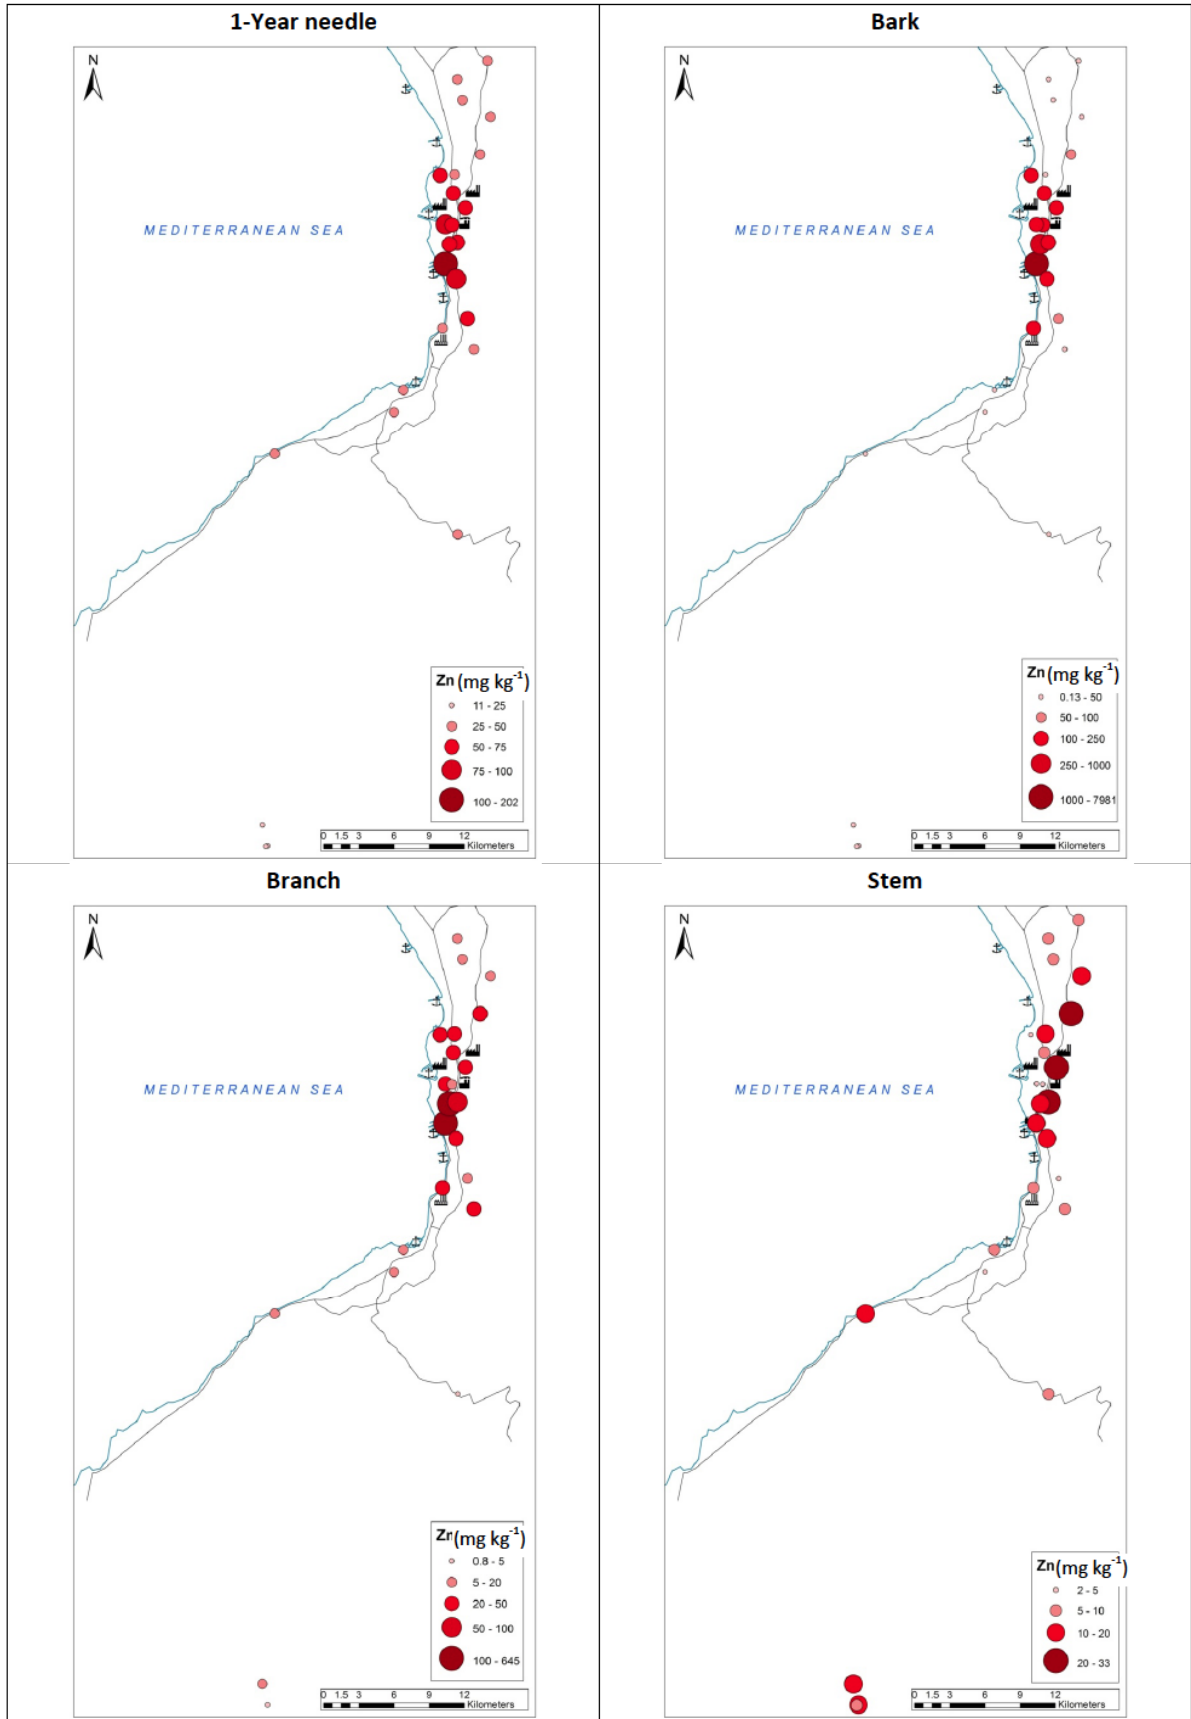 1-Year needle
N
MEDITERRANEAN SEA
Zn (mg kg⁻¹)
11 - 25
25 - 50
50 - 75
75 - 100
100 - 202
0 1.5 3 6 9 12
Kilometers
Bark
N
MEDITERRANEAN SEA
Zn (mg kg⁻¹)
0.13 - 50
50 - 100
100 - 250
250 - 1000
1000 - 7981
0 1.5 3 6 9 12
Kilometers
Branch
N
MEDITERRANEAN SEA
Zn (mg kg⁻¹)
0.8 - 5
5 - 20
20 - 50
50 - 100
100 - 645
0 1.5 3 6 9 12
Kilometers
Stem
N
MEDITERRANEAN SEA
Zn (mg kg⁻¹)
2 - 5
5 - 10
10 - 20
20 - 33
0 1.5 3 6 9 12
Kilometers